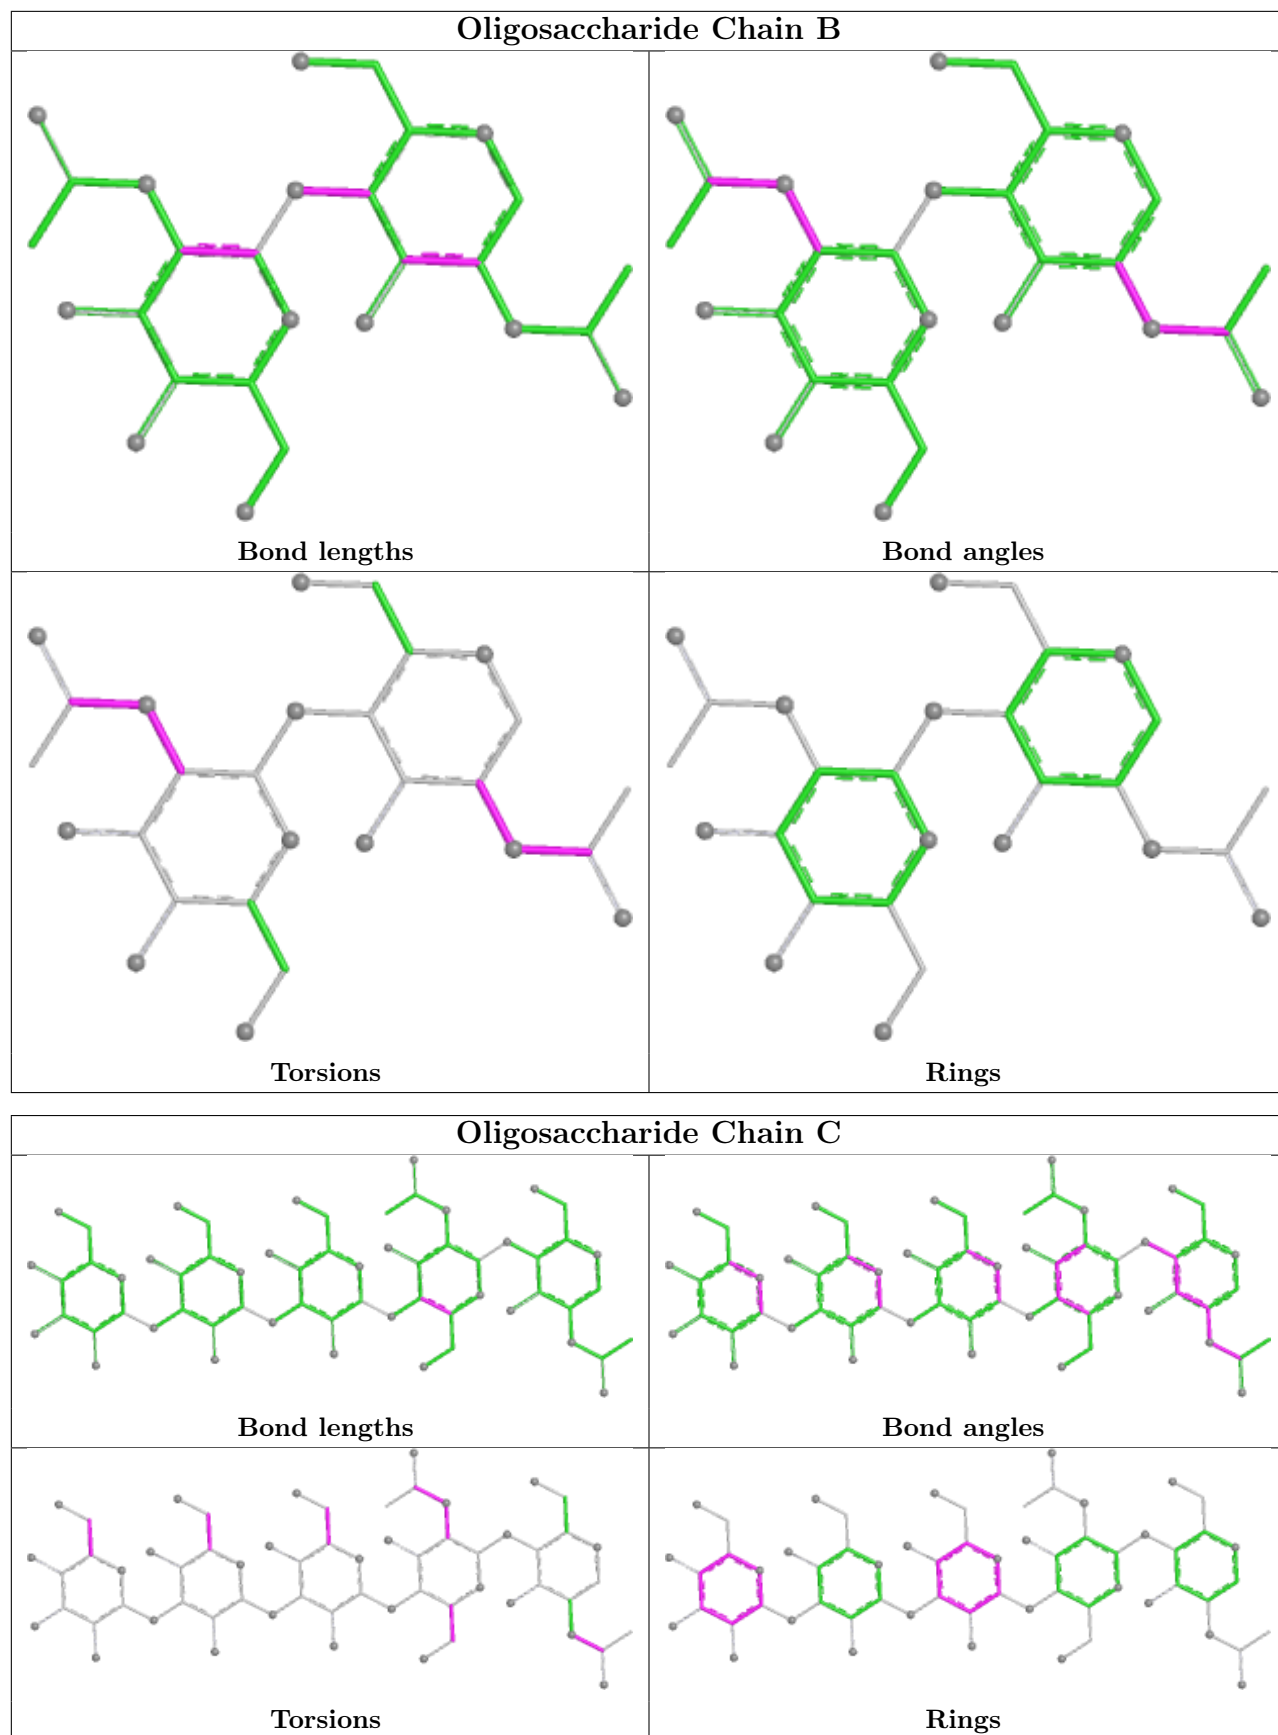 Oligosaccharide Chain B
Bond lengths
Bond angles
Torsions
Rings
Oligosaccharide Chain C
Bond lengths
Bond angles
Torsions
Rings